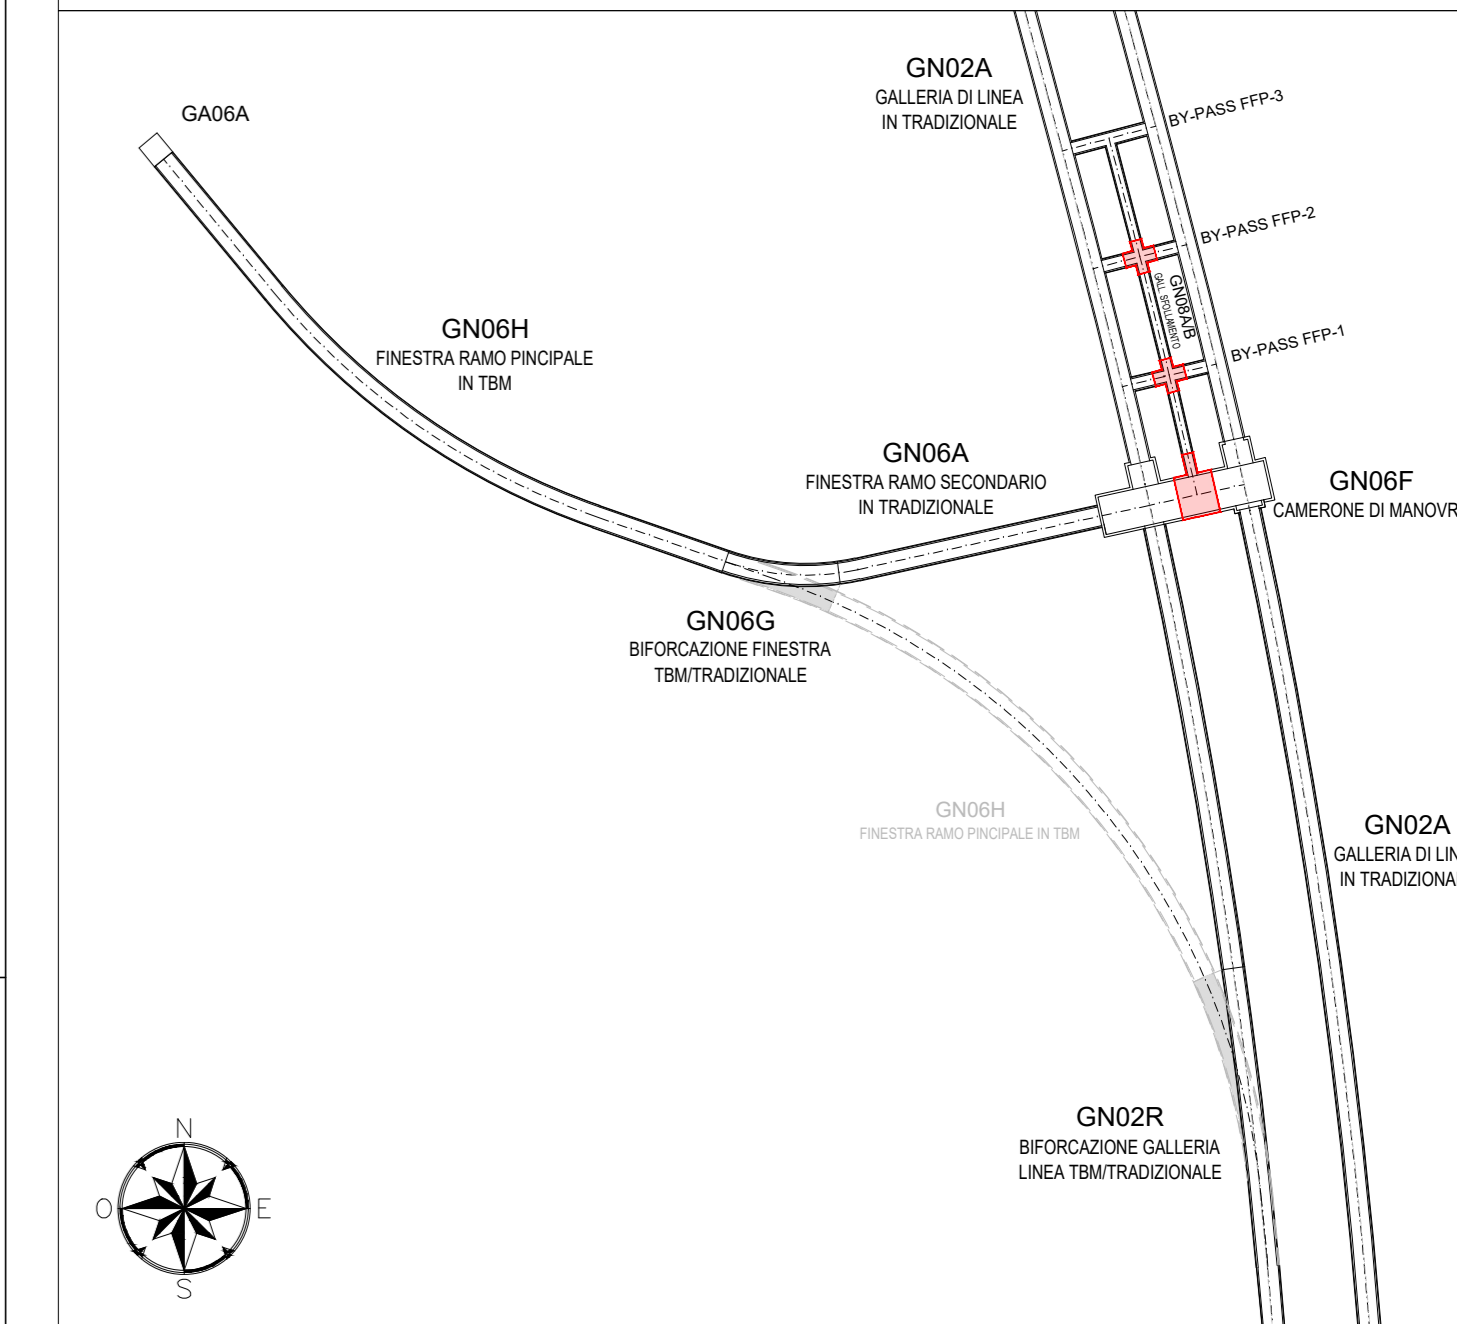 GN02A
GALLERIA DI LINEA
IN TRADIZIONALE
GA06A
BY-PASS FFP-3
BY-PASS FFP-2
GN08A/B
GALL. SFOLLAMENTO
BY-PASS FFP-1
GN06H
FINESTRA RAMO PINCIPALE
IN TBM
GN06A
FINESTRA RAMO SECONDARIO
IN TRADIZIONALE
GN06F
CAMERONE DI MANOVR
GN06G
BIFORCAZIONE FINESTRA
TBM/TRADIZIONALE
GN06H
FINESTRA RAMO PINCIPALE IN TBM
GN02A
GALLERIA DI LIN
IN TRADIZIONA
GN02R
BIFORCAZIONE GALLERIA
LINEA TBM/TRADIZIONALE
N
O
E
S